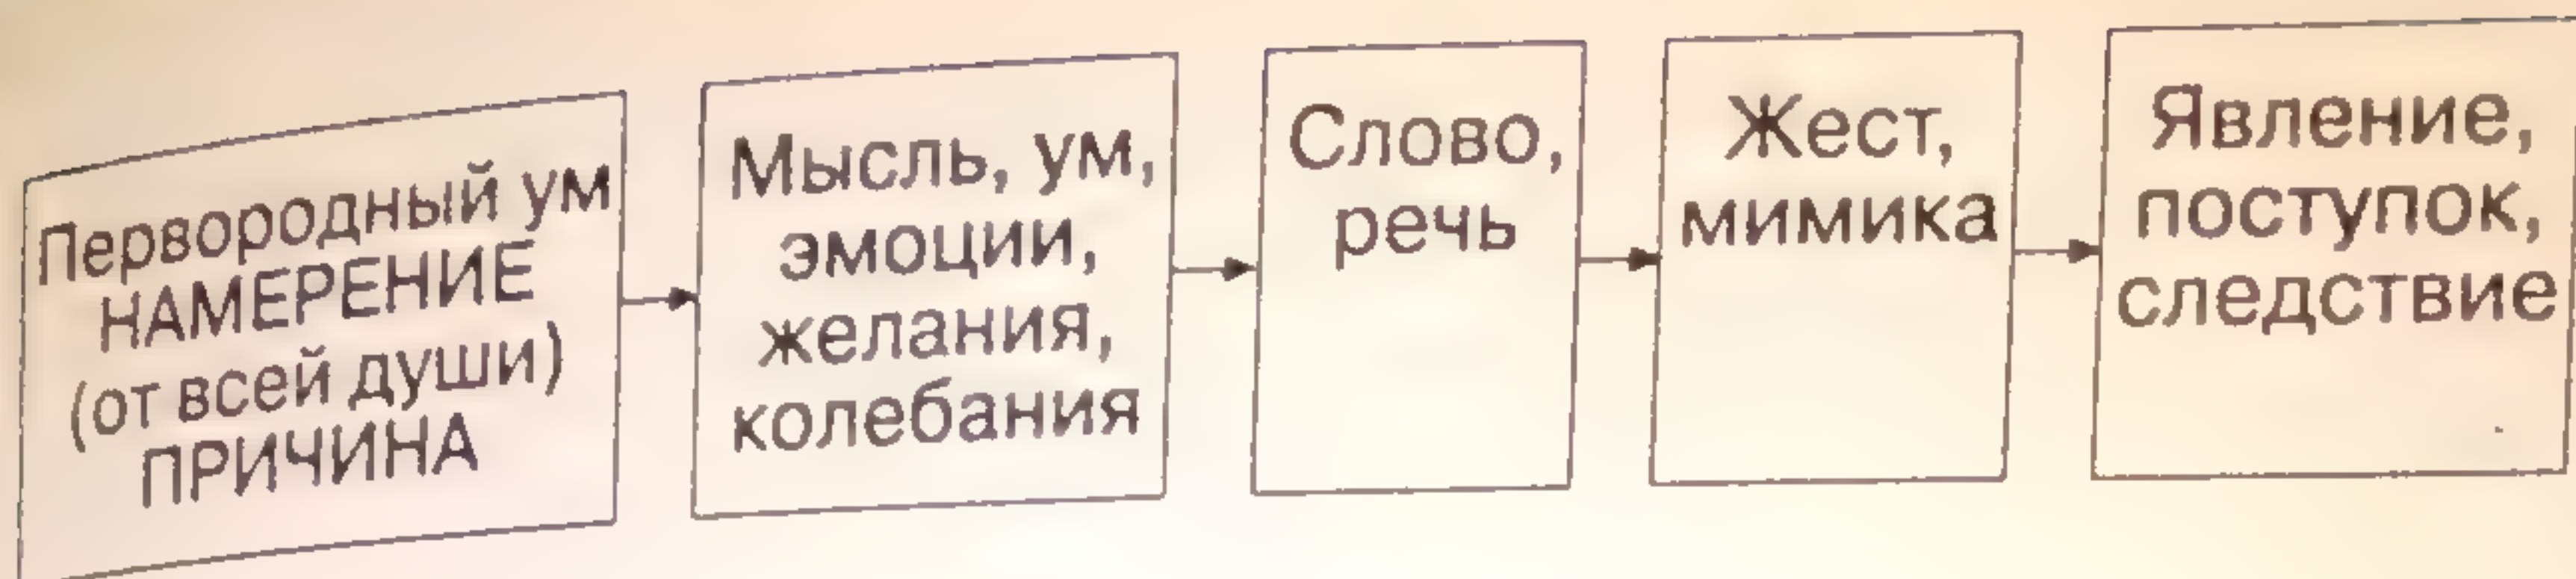 Первородный ум
НАМЕРЕНИЕ
(от всей души)
ПРИЧИНА
Мысль, ум,
эмоции,
желания,
колебания
Слово,
речь
Жест,
мимика
Явление,
поступок,
следствие